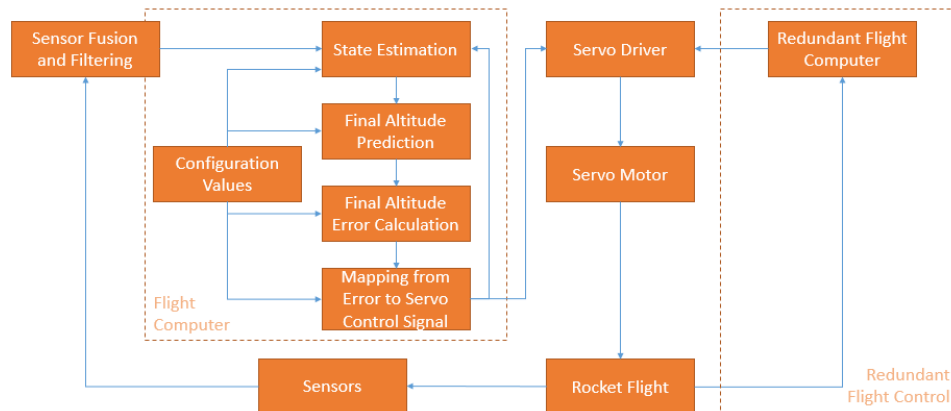 Sensor Fusion
and Filtering
State Estimation
Servo Driver
Redundant Flight
Computer
Final Altitude
Prediction
Configuration
Values
Servo Motor
Final Altitude
Error Calculation
Mapping from
Error to Servo
Control Signal
Flight
Computer
Sensors
Rocket Flight
Redundant
Flight Control